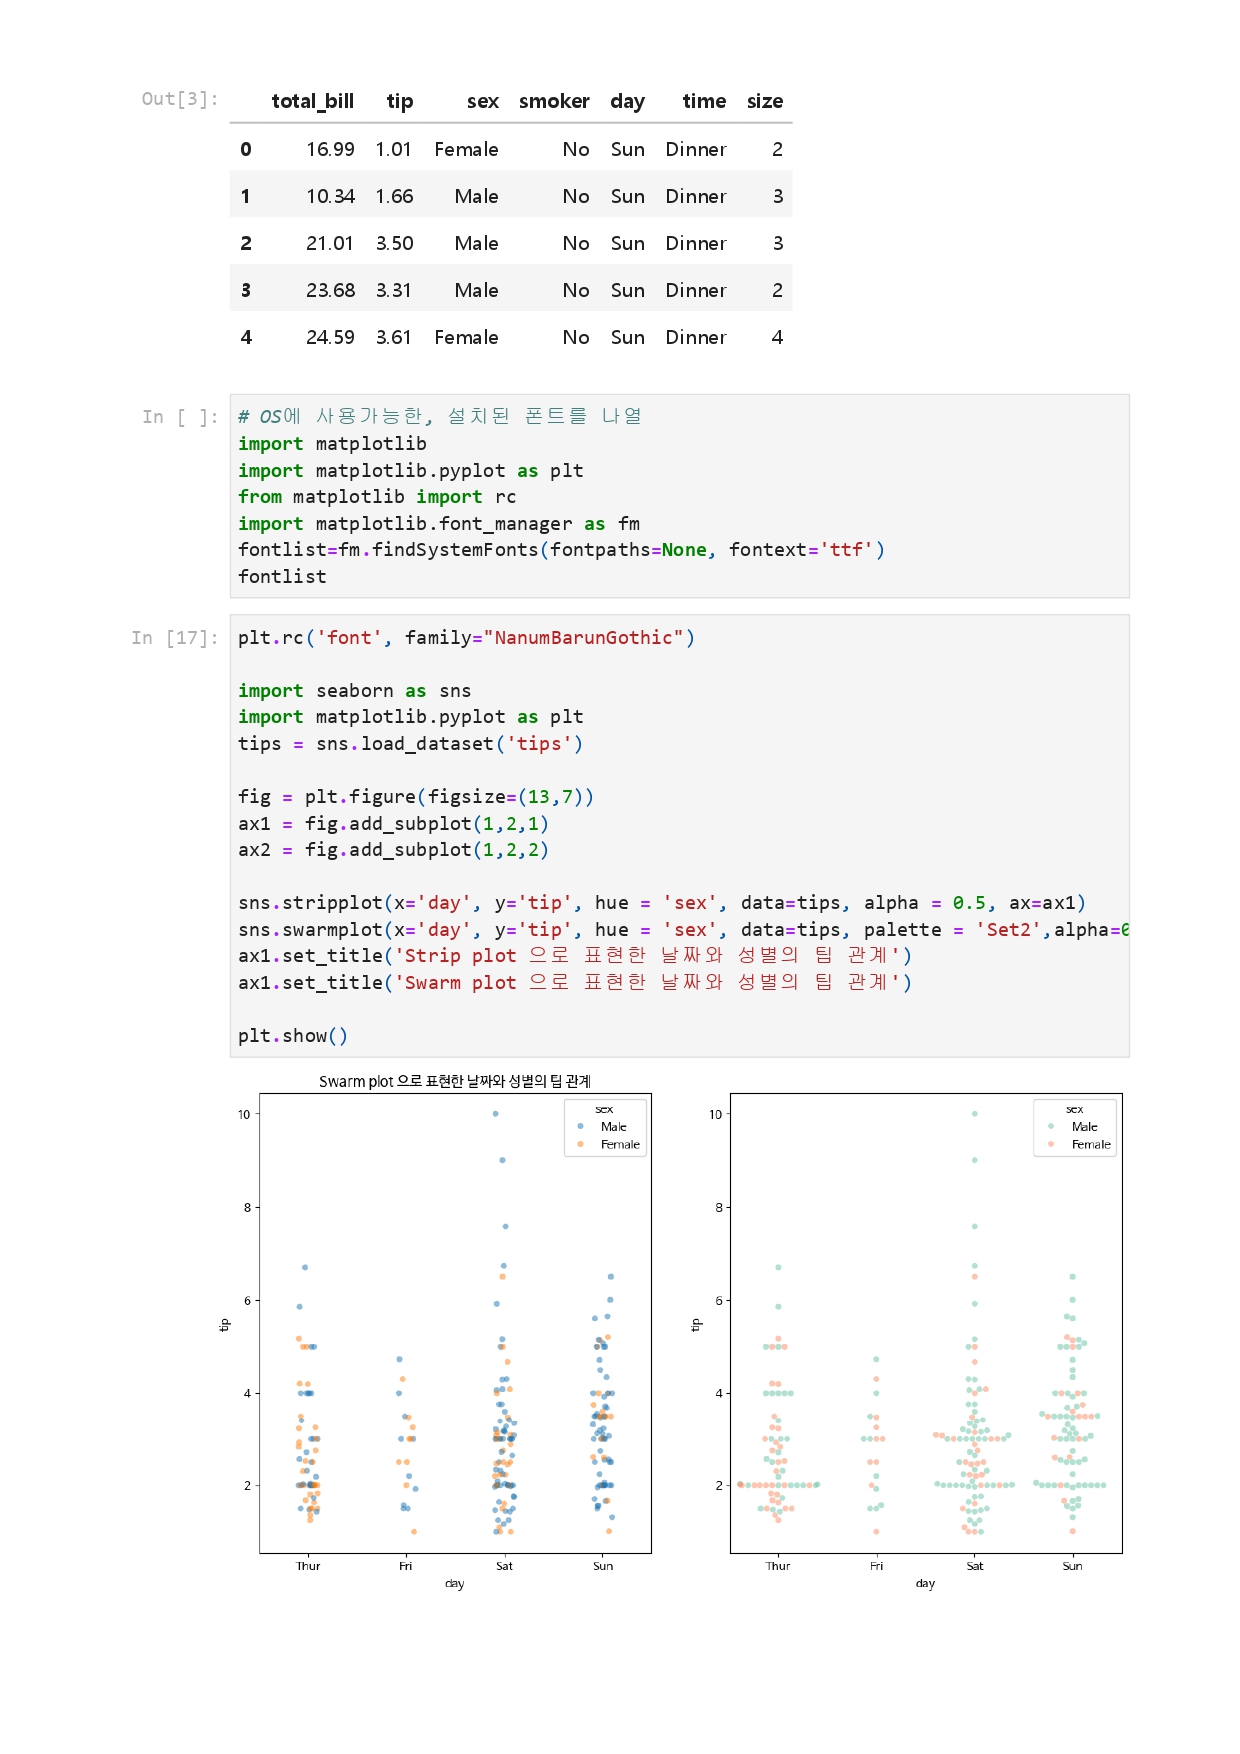 Out[3]:
total_bill tip sex smoker day time size
0 16.99 1.01 Female No Sun Dinner 2
1 10.34 1.66 Male No Sun Dinner 3
2 21.01 3.50 Male No Sun Dinner 3
3 23.68 3.31 Male No Sun Dinner 2
4 24.59 3.61 Female No Sun Dinner 4
In [ ]:
# OS에 사용가능한, 설치된 폰트를 나열
import matplotlib
import matplotlib.pyplot as plt
from matplotlib import rc
import matplotlib.font_manager as fm
fontlist=fm.findSystemFonts(fontpaths=None, fontext='ttf')
fontlist
In [17]:
plt.rc('font', family="NanumBarunGothic")
import seaborn as sns
import matplotlib.pyplot as plt
tips = sns.load_dataset('tips')
fig = plt.figure(figsize=(13,7))
ax1 = fig.add_subplot(1,2,1)
ax2 = fig.add_subplot(1,2,2)
sns.stripplot(x='day', y='tip', hue = 'sex', data=tips, alpha = 0.5, ax=ax1)
sns.swarmplot(x='day', y='tip', hue = 'sex', data=tips, palette = 'Set2',alpha=0
ax1.set_title('Strip plot 으로 표현한 날짜와 성별의 팁 관계')
ax1.set_title('Swarm plot 으로 표현한 날짜와 성별의 팁 관계')
plt.show()
Swarm plot 으로 표현한 날짜와 성별의 팁 관계
sex
Male
Female
10
8
6
4
2
tip
Thur Fri Sat Sun
day
sex
Male
Female
10
8
6
4
2
tip
Thur Fri Sat Sun
day